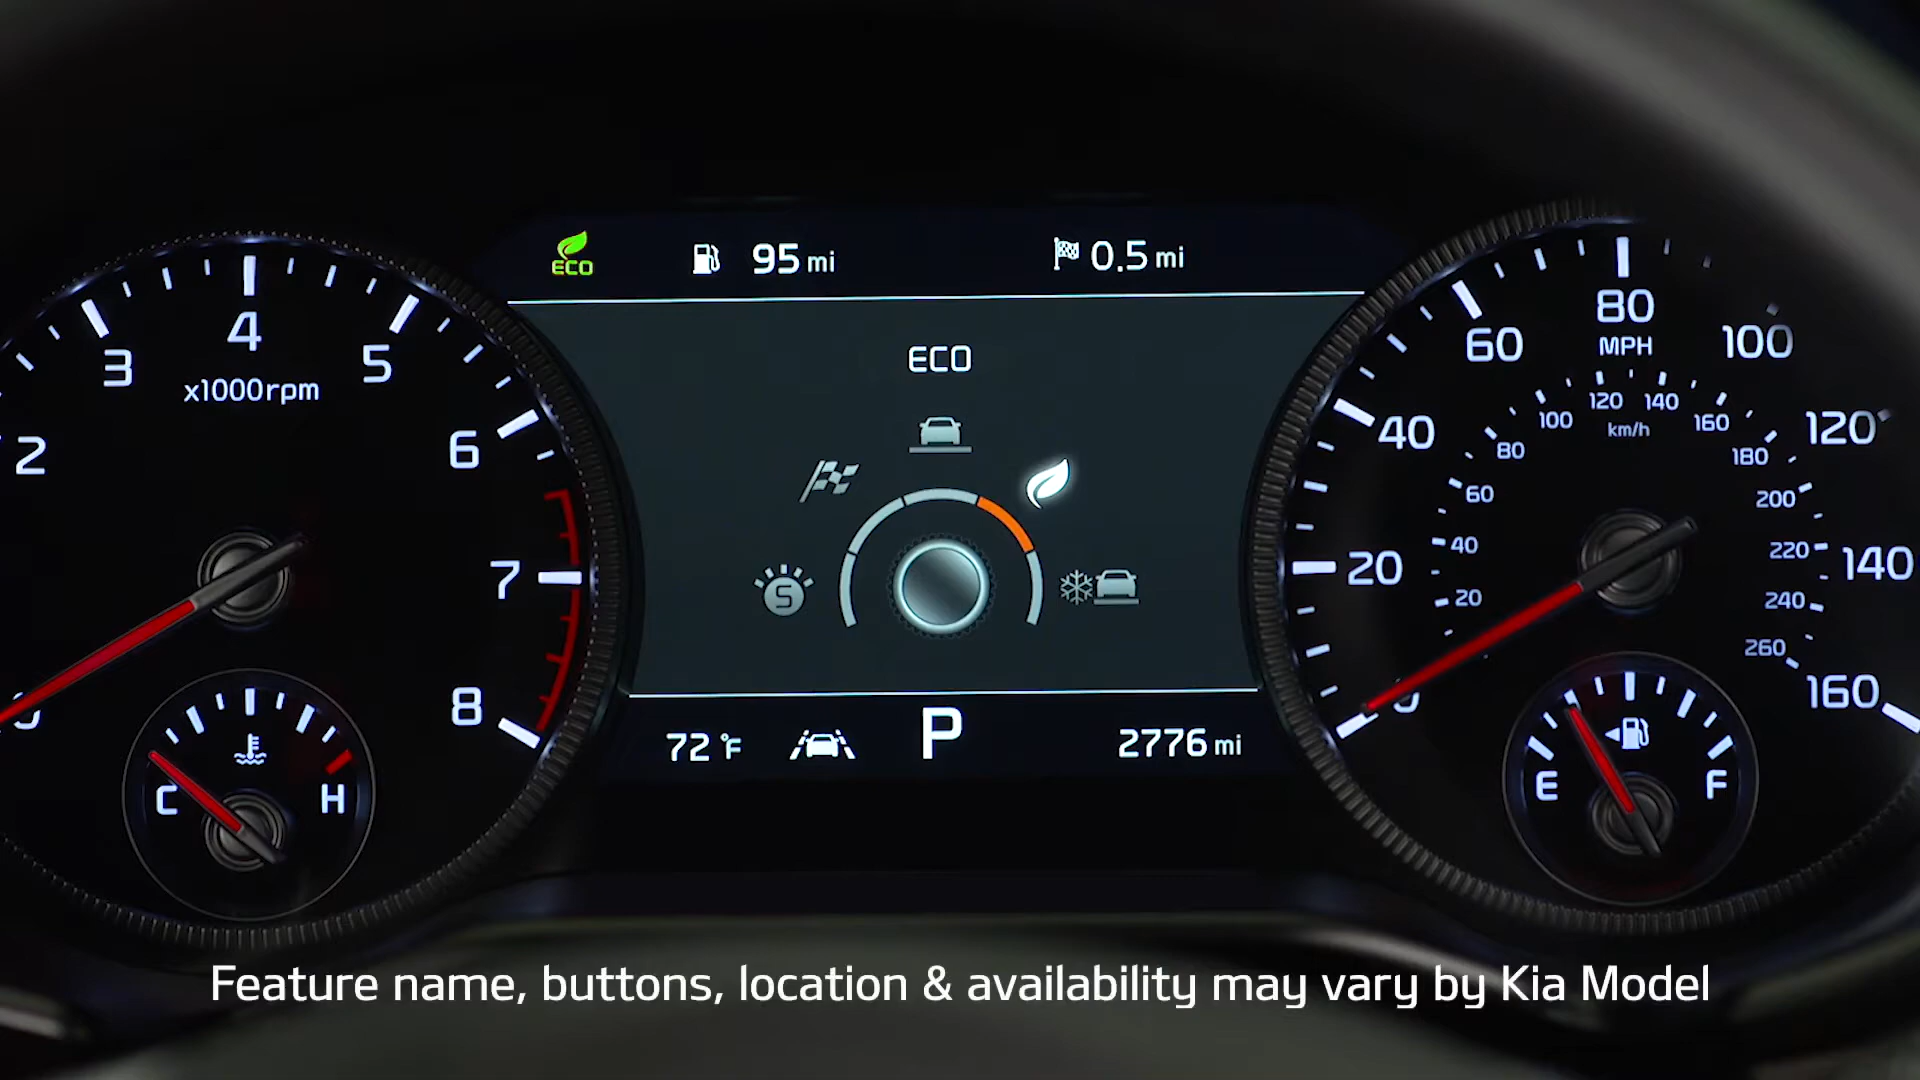 ECO
95 mi
0.5 mi
2
3
4
5
6
7
8
x1000rpm
C
H
ECO
S
72 °F
P
2776 mi
20
40
60
80
100
120
140
160
MPH
20
40
60
80
100
120
140
160
180
200
220
240
260
km/h
E
F
Feature name, buttons, location & availability may vary by Kia Model